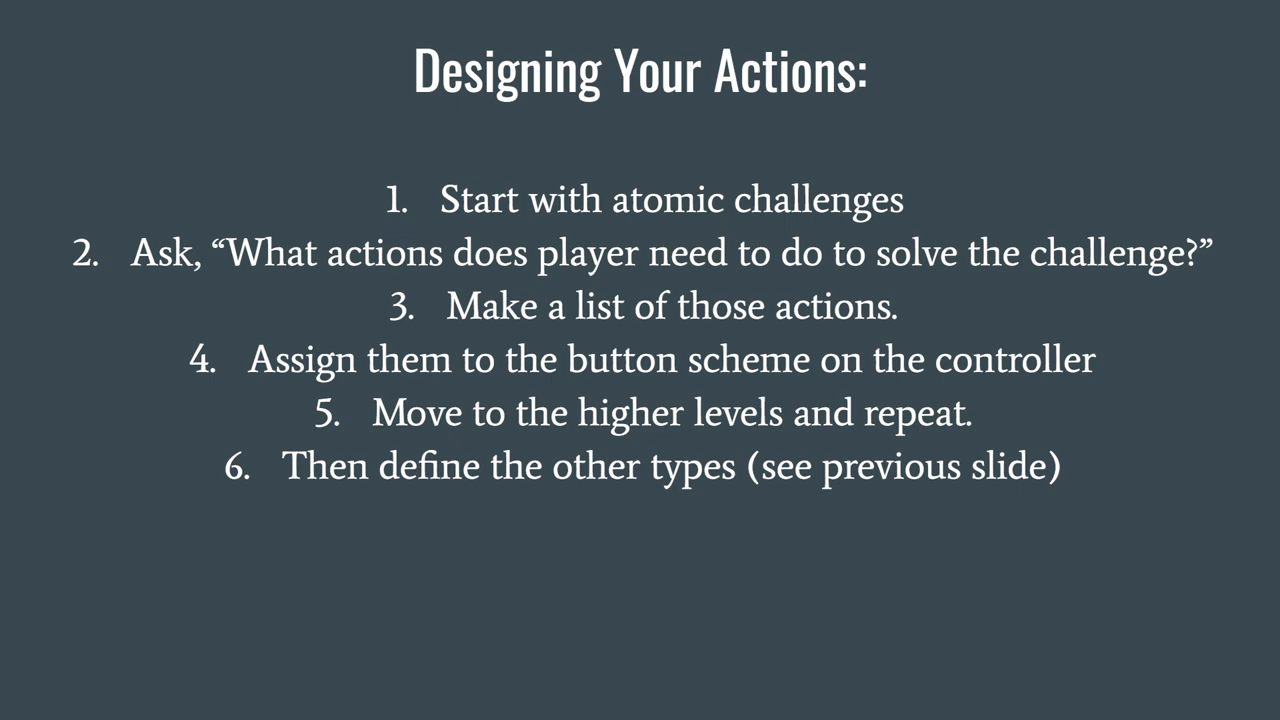 Designing Your Actions:
1. Start with atomic challenges
2. Ask, “What actions does player need to do to solve the challenge?”
3. Make a list of those actions.
4. Assign them to the button scheme on the controller
5. Move to the higher levels and repeat.
6. Then define the other types (see previous slide)